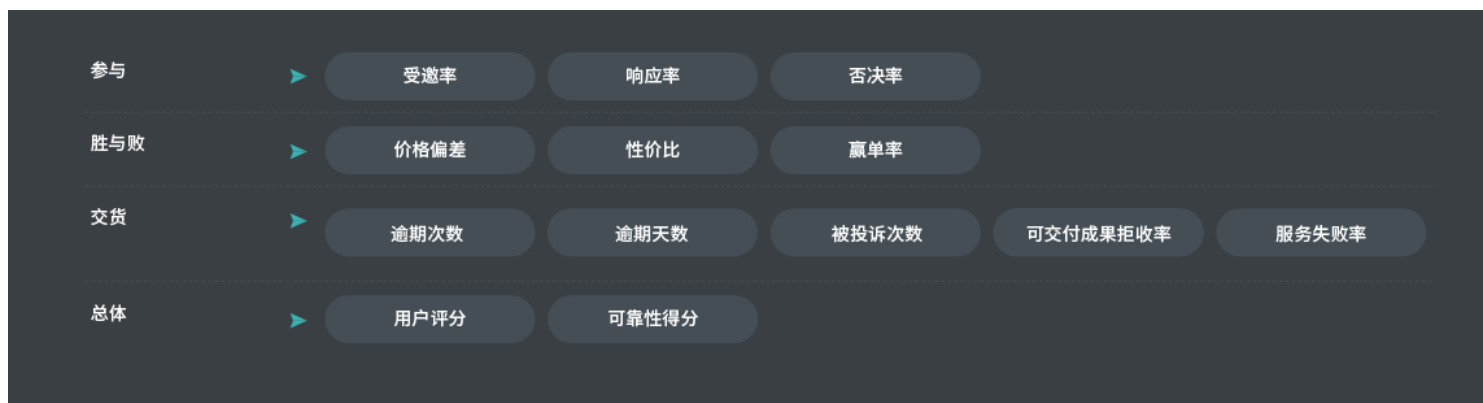 参与 受邀率 响应率 否决率
胜与败 价格偏差 性价比 赢单率
交货 逾期次数 逾期天数 被投诉次数 可交付成果拒收率 服务失败率
总体 用户评分 可靠性得分